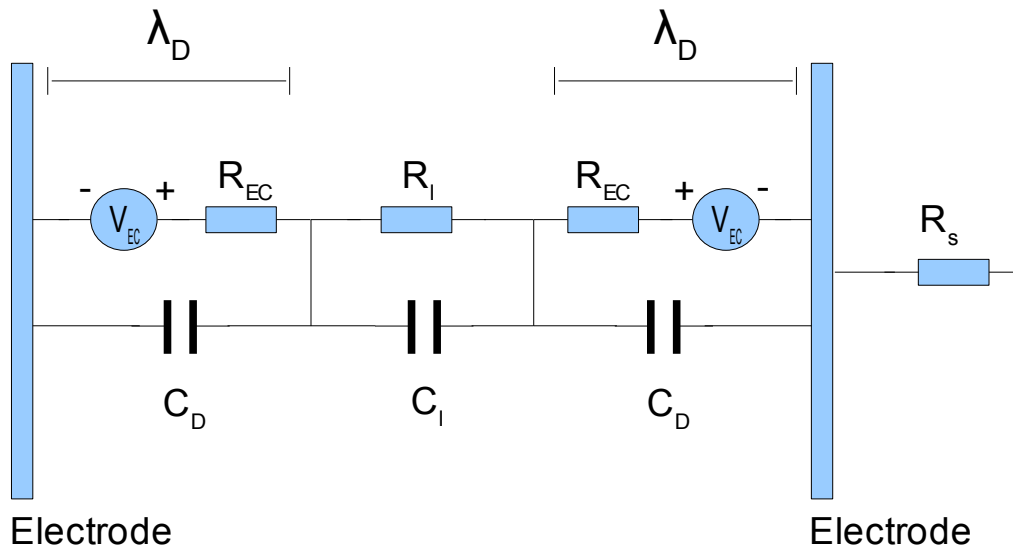 λD λD
- + REC RI REC + -
VEC VEC
Rs
CD CI CD
Electrode Electrode